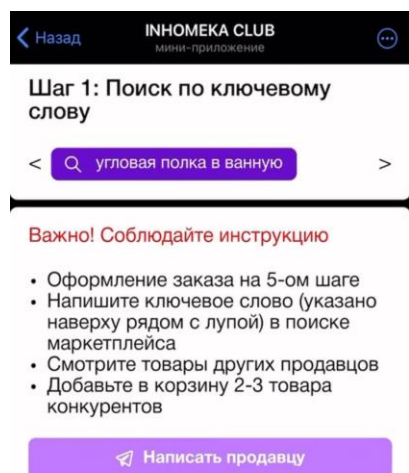 Назад
INHOMEKA CLUB
мини-приложение
Шаг 1: Поиск по ключевому
слову
< угловая полка в ванную >
Важно! Соблюдайте инструкцию
• Оформление заказа на 5-ом шаге
• Напишите ключевое слово (указано
наверху рядом с лупой) в поиске
маркетплейса
• Смотрите товары других продавцов
• Добавьте в корзину 2-3 товара
конкурентов
Написать продавцу